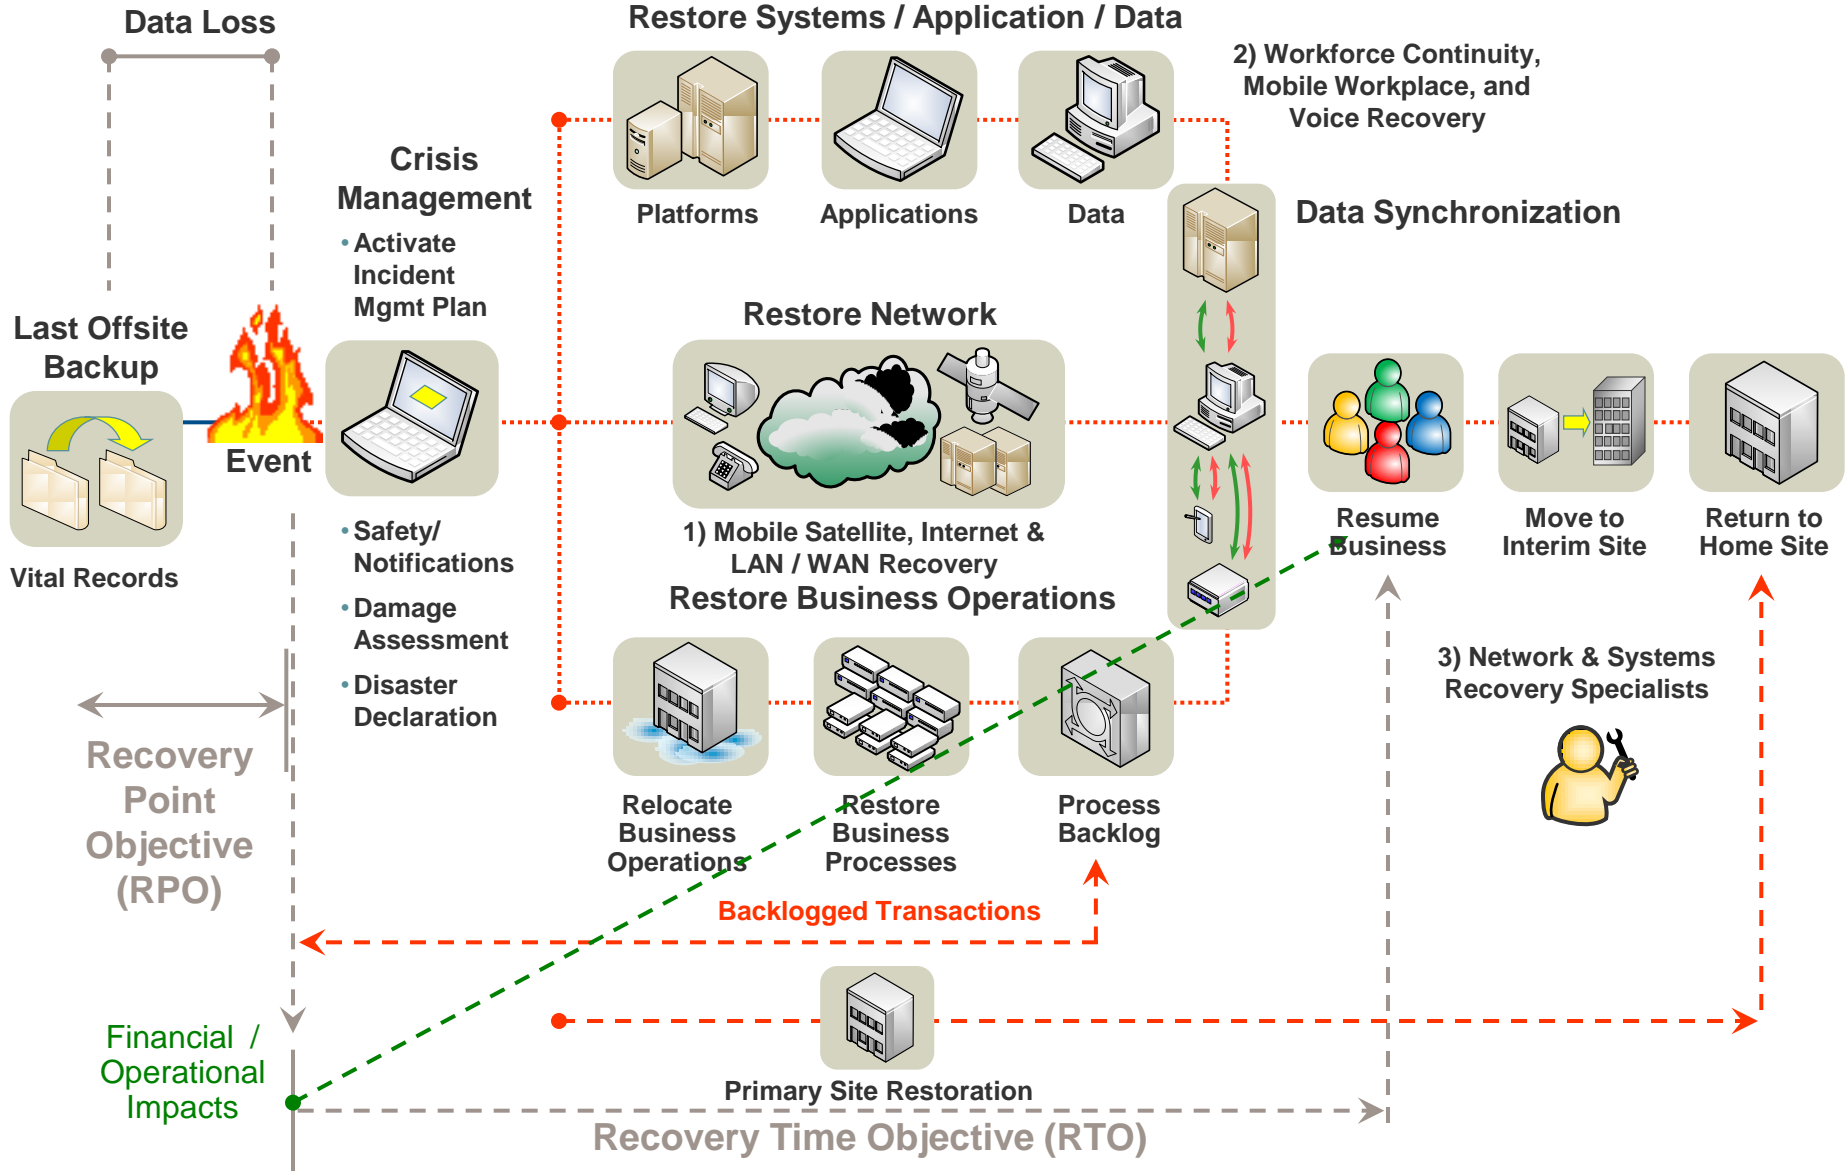 Data Loss
Restore Systems / Application / Data
2) Workforce Continuity,
Mobile Workplace, and
Voice Recovery
Crisis
Management
• Activate
Incident
Mgmt Plan
Platforms
Applications
Data
Data Synchronization
Last Offsite
Backup
Restore Network
Event
Vital Records
• Safety/
Notifications
• Damage
Assessment
• Disaster
Declaration
1) Mobile Satellite, Internet &
LAN / WAN Recovery
Resume
Business
Move to
Interim Site
Return to
Home Site
Restore Business Operations
3) Network & Systems
Recovery Specialists
Recovery
Point
Objective
(RPO)
Relocate
Business
Operations
Restore
Business
Processes
Process
Backlog
Backlogged Transactions
Financial /
Operational
Impacts
Primary Site Restoration
Recovery Time Objective (RTO)